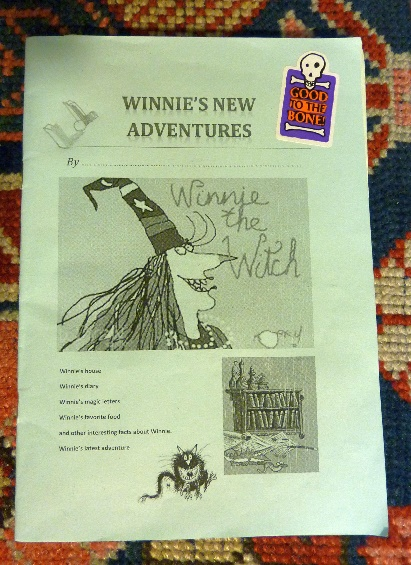 WINNIE'S NEW
ADVENTURES
GOOD
TO THE
BONE!
By ........................................................
Winnie
the
Witch
Winnie's house
Winnie's diary
Winnie's magic letters
Winnie's favorite food
and other interesting facts about Winnie.
Winnie's latest adventure